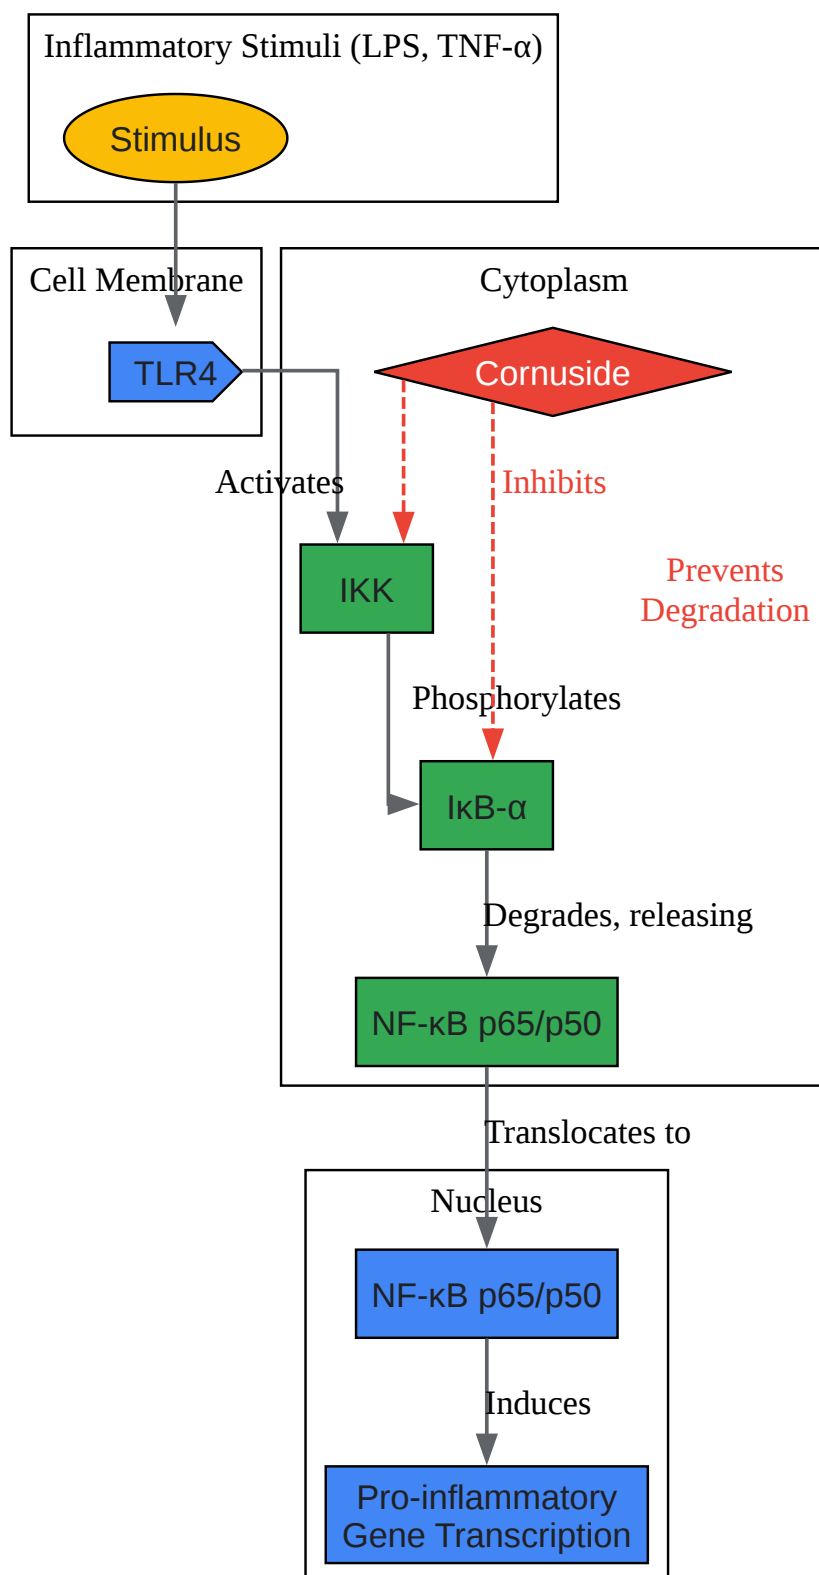 Inflammatory Stimuli (LPS, TNF-α)
Stimulus
Cell Membrane
Cytoplasm
TLR4
Cornuside
Activates
Inhibits
Prevents
Degradation
IKK
Phosphorylates
IκB-α
Degrades, releasing
NF-κB p65/p50
Translocates to
Nucleus
NF-κB p65/p50
Induces
Pro-inflammatory
Gene Transcription